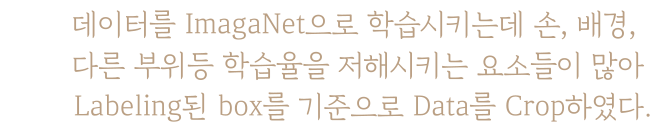 데이터를 ImagaNet으로 학습시키는데 손, 배경,
다른 부위등 학습율을 저해시키는 요소들이 많아
Labeling된 box를 기준으로 Data를 Crop하였다.